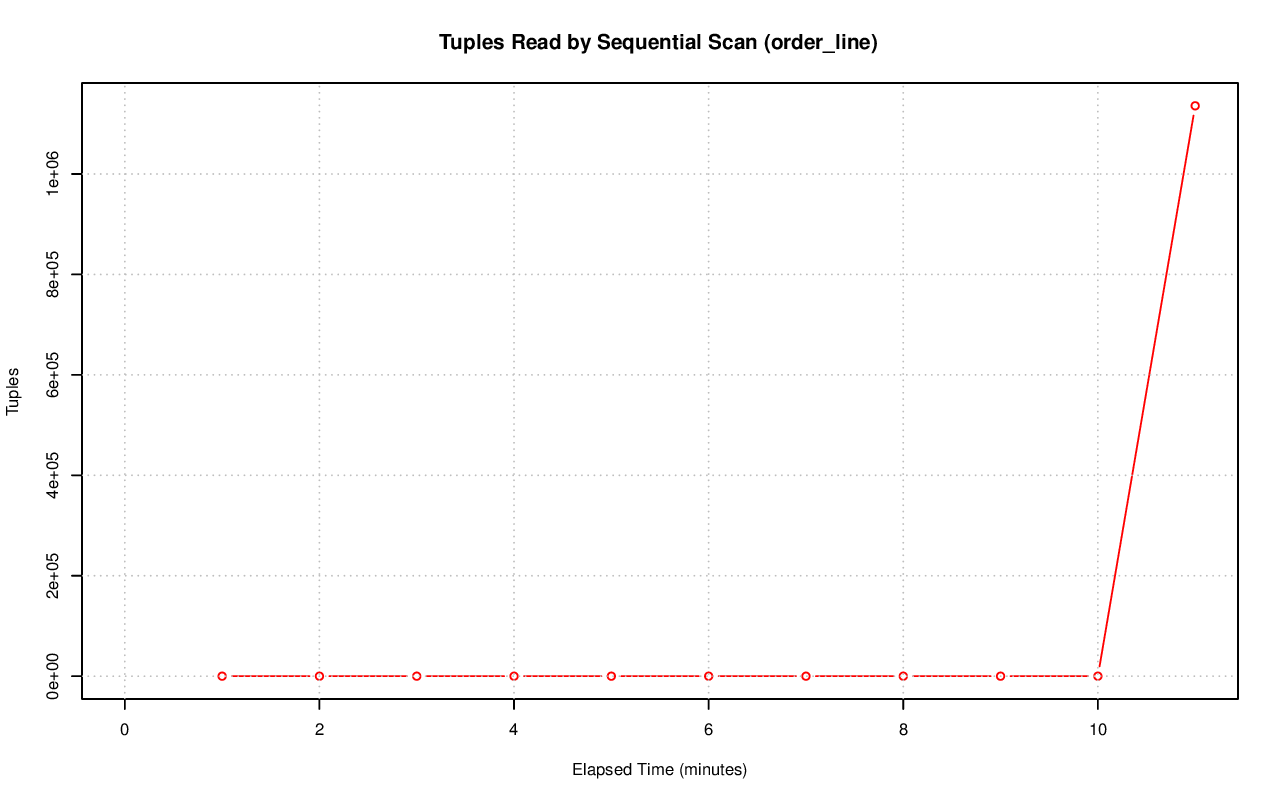 Tuples Read by Sequential Scan (order_line)
Tuples
1e+06
8e+05
6e+05
4e+05
2e+05
0e+00
0 2 4 6 8 10
Elapsed Time (minutes)